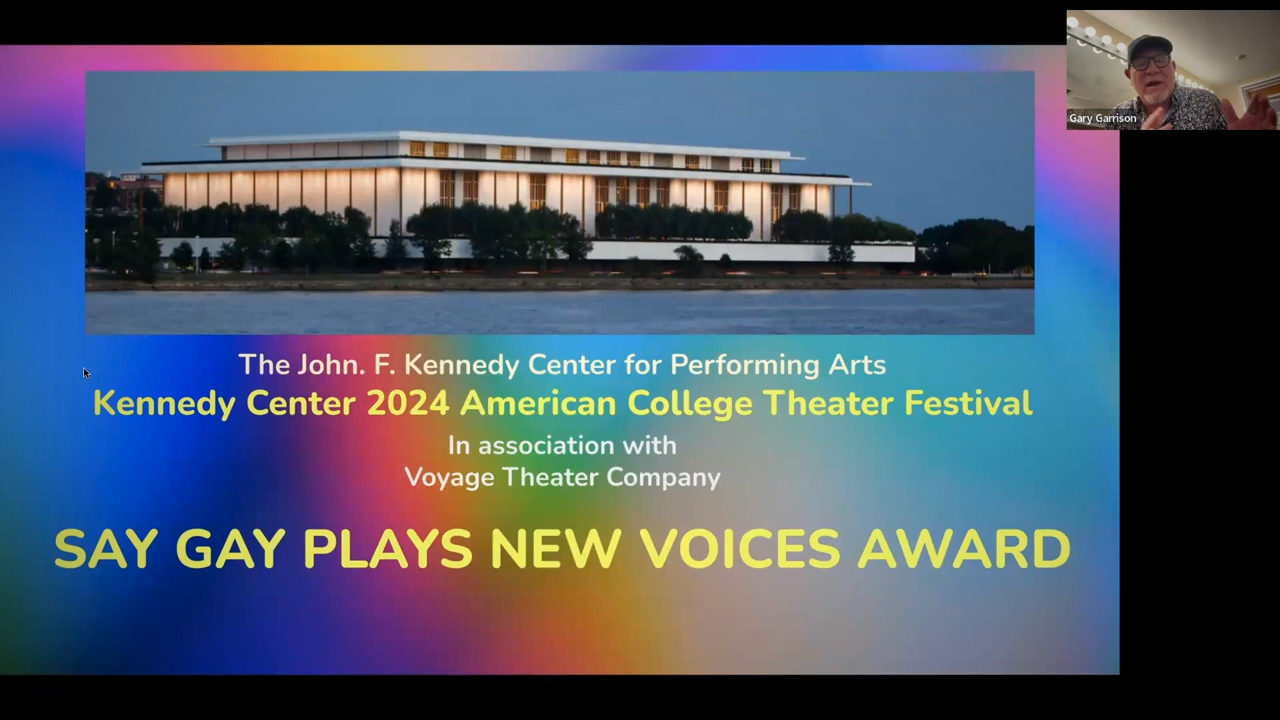 Gary Garrison
The John. F. Kennedy Center for Performing Arts
Kennedy Center 2024 American College Theater Festival
In association with
Voyage Theater Company
SAY GAY PLAYS NEW VOICES AWARD